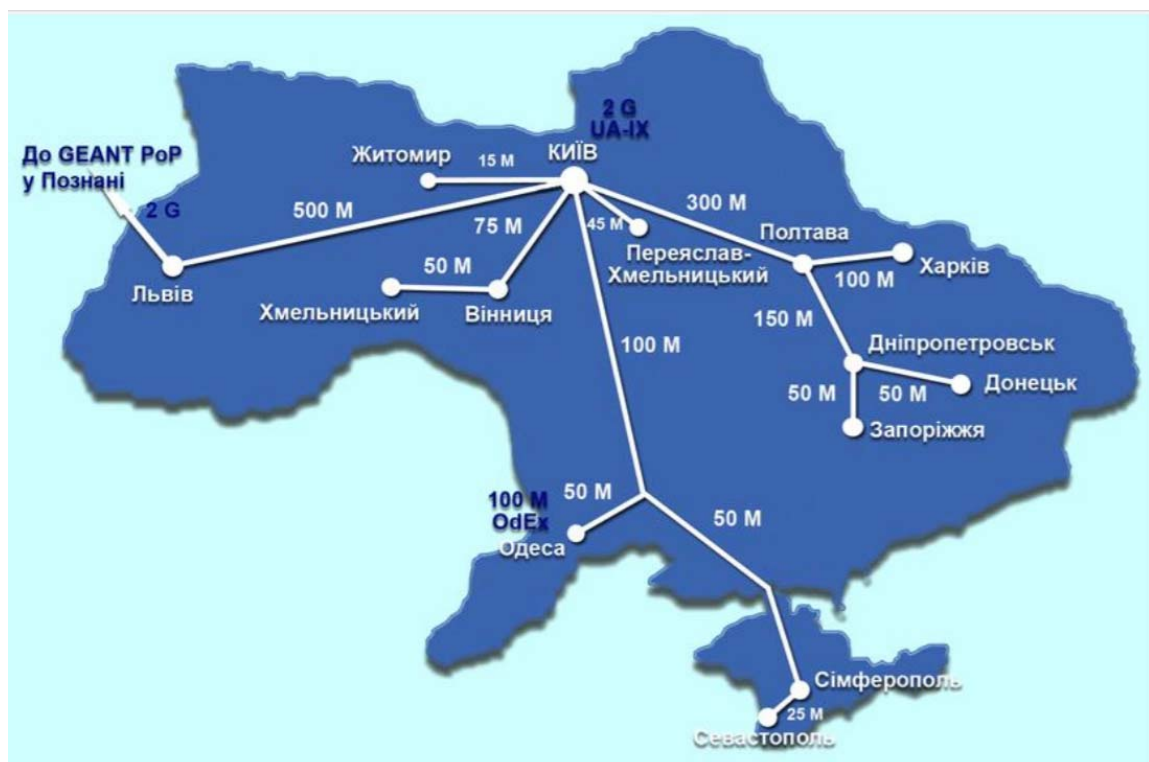 2 G
UA-IX
До GEANT PoP
у Познані
Житомир
15 М
КИЇВ
2 G
500 М
75 М
45 М
300 М
Полтава
Переяслав-
Хмельницький
100 М
Харків
Львів
50 М
Хмельницький
Вінниця
150 М
100 М
Дніпропетровськ
50 М
50 М
Донецьк
Запоріжжя
100 М
OdEx
Одеса
50 М
50 М
Сімферополь
25 М
Севастополь